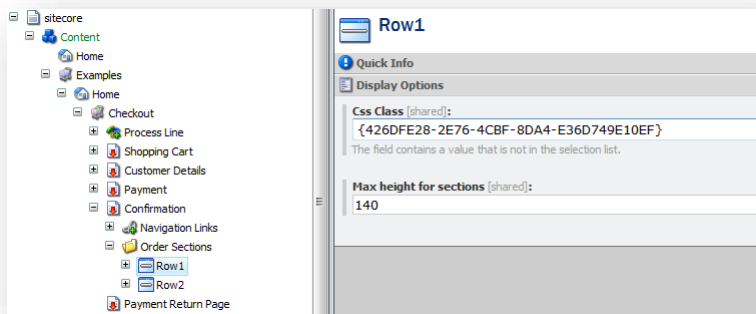 sitecore
Content
Home
Examples
Home
Checkout
Process Line
Shopping Cart
Customer Details
Payment
Confirmation
Navigation Links
Order Sections
Row1
Row2
Payment Return Page
Row1
Quick Info
Display Options
Css Class [shared]:
{426DFE28-2E76-4CBF-8DA4-E36D749E10EF}
The field contains a value that is not in the selection list.
Max height for sections [shared]:
140